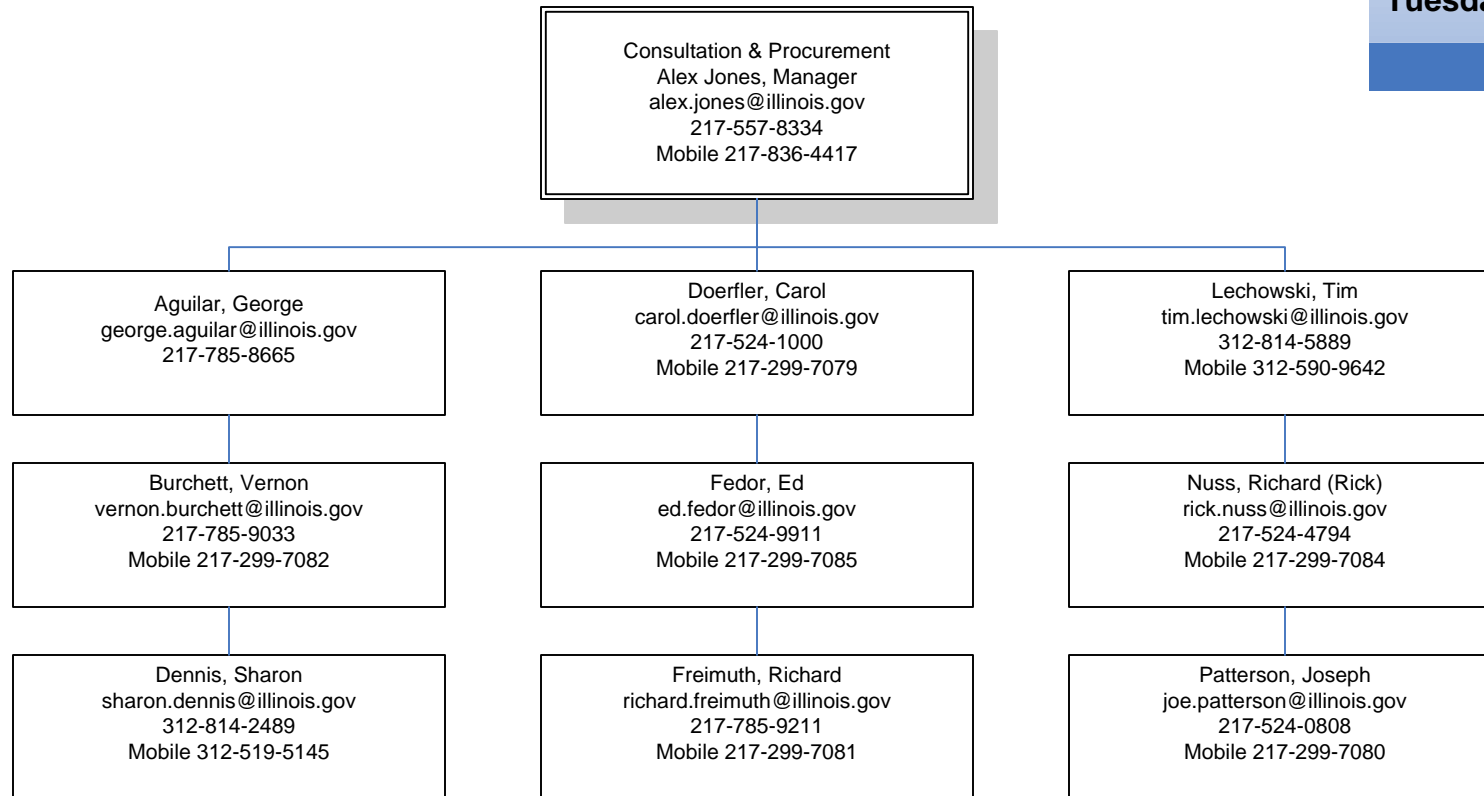 Tuesda
Consultation & Procurement
Alex Jones, Manager
alex.jones@illinois.gov
217-557-8334
Mobile 217-836-4417
Aguilar, George
george.aguilar@illinois.gov
217-785-8665
Doerfler, Carol
carol.doerfler@illinois.gov
217-524-1000
Mobile 217-299-7079
Lechowski, Tim
tim.lechowski@illinois.gov
312-814-5889
Mobile 312-590-9642
Burchett, Vernon
vernon.burchett@illinois.gov
217-785-9033
Mobile 217-299-7082
Fedor, Ed
ed.fedor@illinois.gov
217-524-9911
Mobile 217-299-7085
Nuss, Richard (Rick)
rick.nuss@illinois.gov
217-524-4794
Mobile 217-299-7084
Dennis, Sharon
sharon.dennis@illinois.gov
312-814-2489
Mobile 312-519-5145
Freimuth, Richard
richard.freimuth@illinois.gov
217-785-9211
Mobile 217-299-7081
Patterson, Joseph
joe.patterson@illinois.gov
217-524-0808
Mobile 217-299-7080